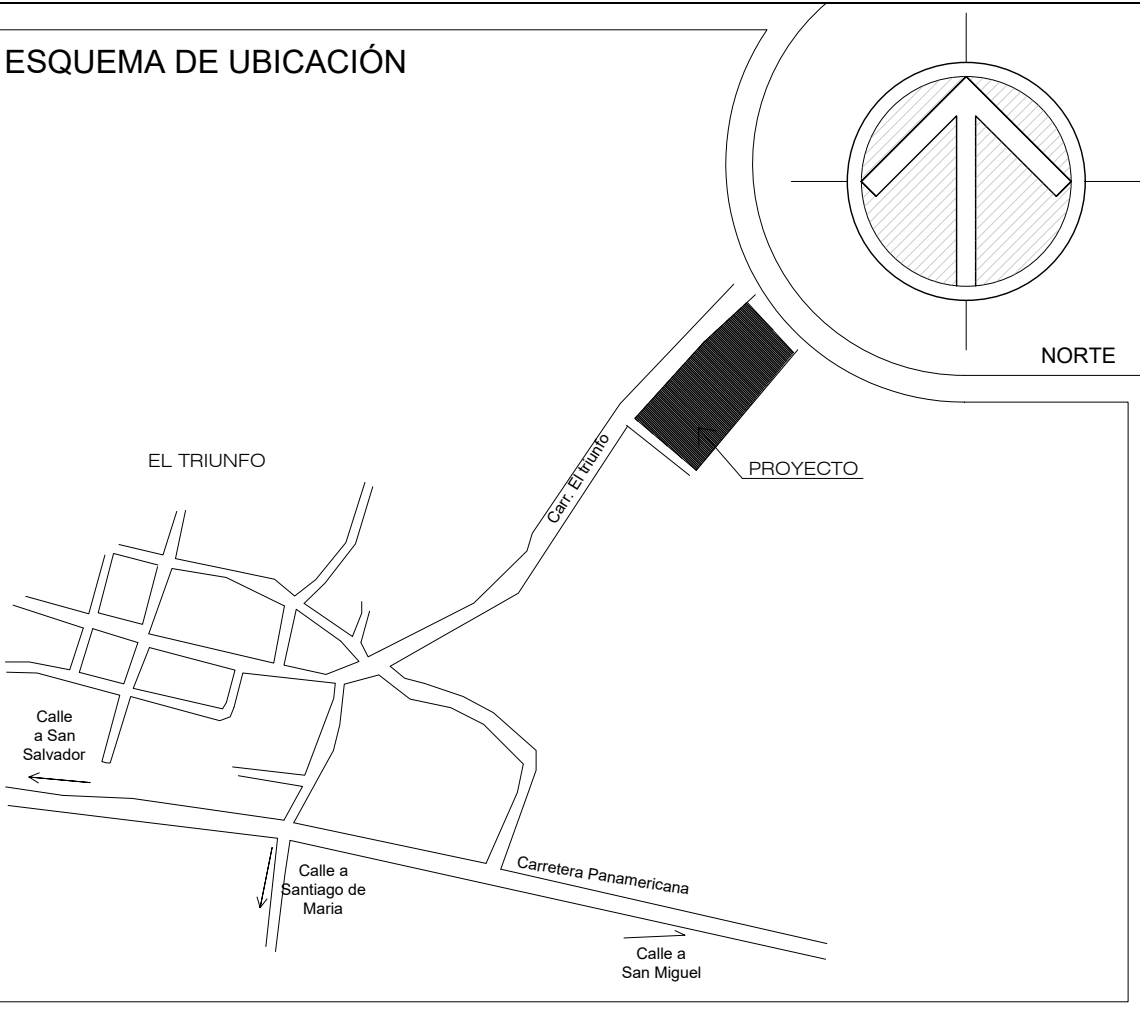 ESQUEMA DE UBICACIÓN
NORTE
EL TRIUNFO
Carr. El triunfo
PROYECTO
Calle
a San
Salvador
Calle a
Santiago de
Maria
Carretera Panamericana
Calle a
San Miguel